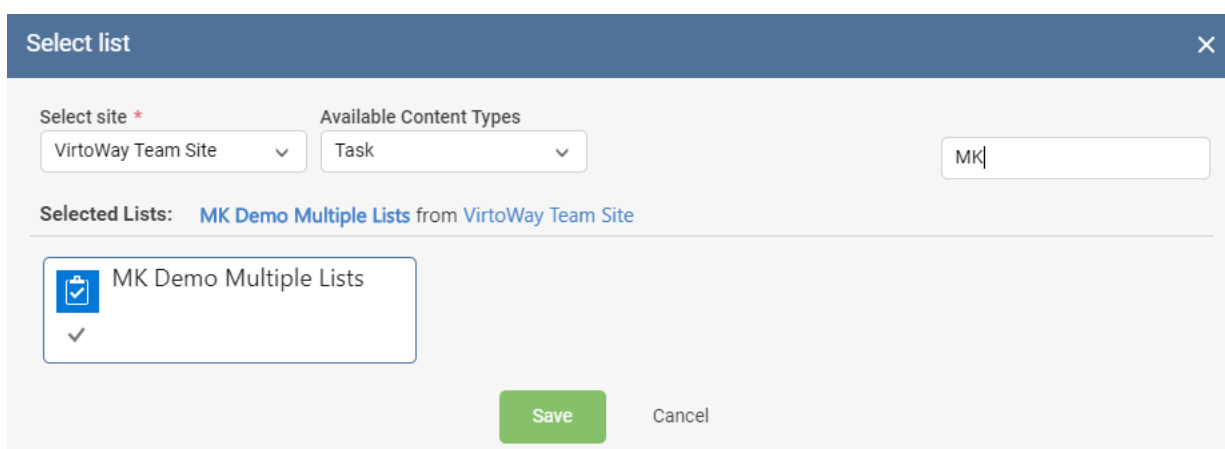 Select list
Select site *
Available Content Types
VirtoWay Team Site
Task
MK
Selected Lists: MK Demo Multiple Lists from VirtoWay Team Site
MK Demo Multiple Lists
Save
Cancel